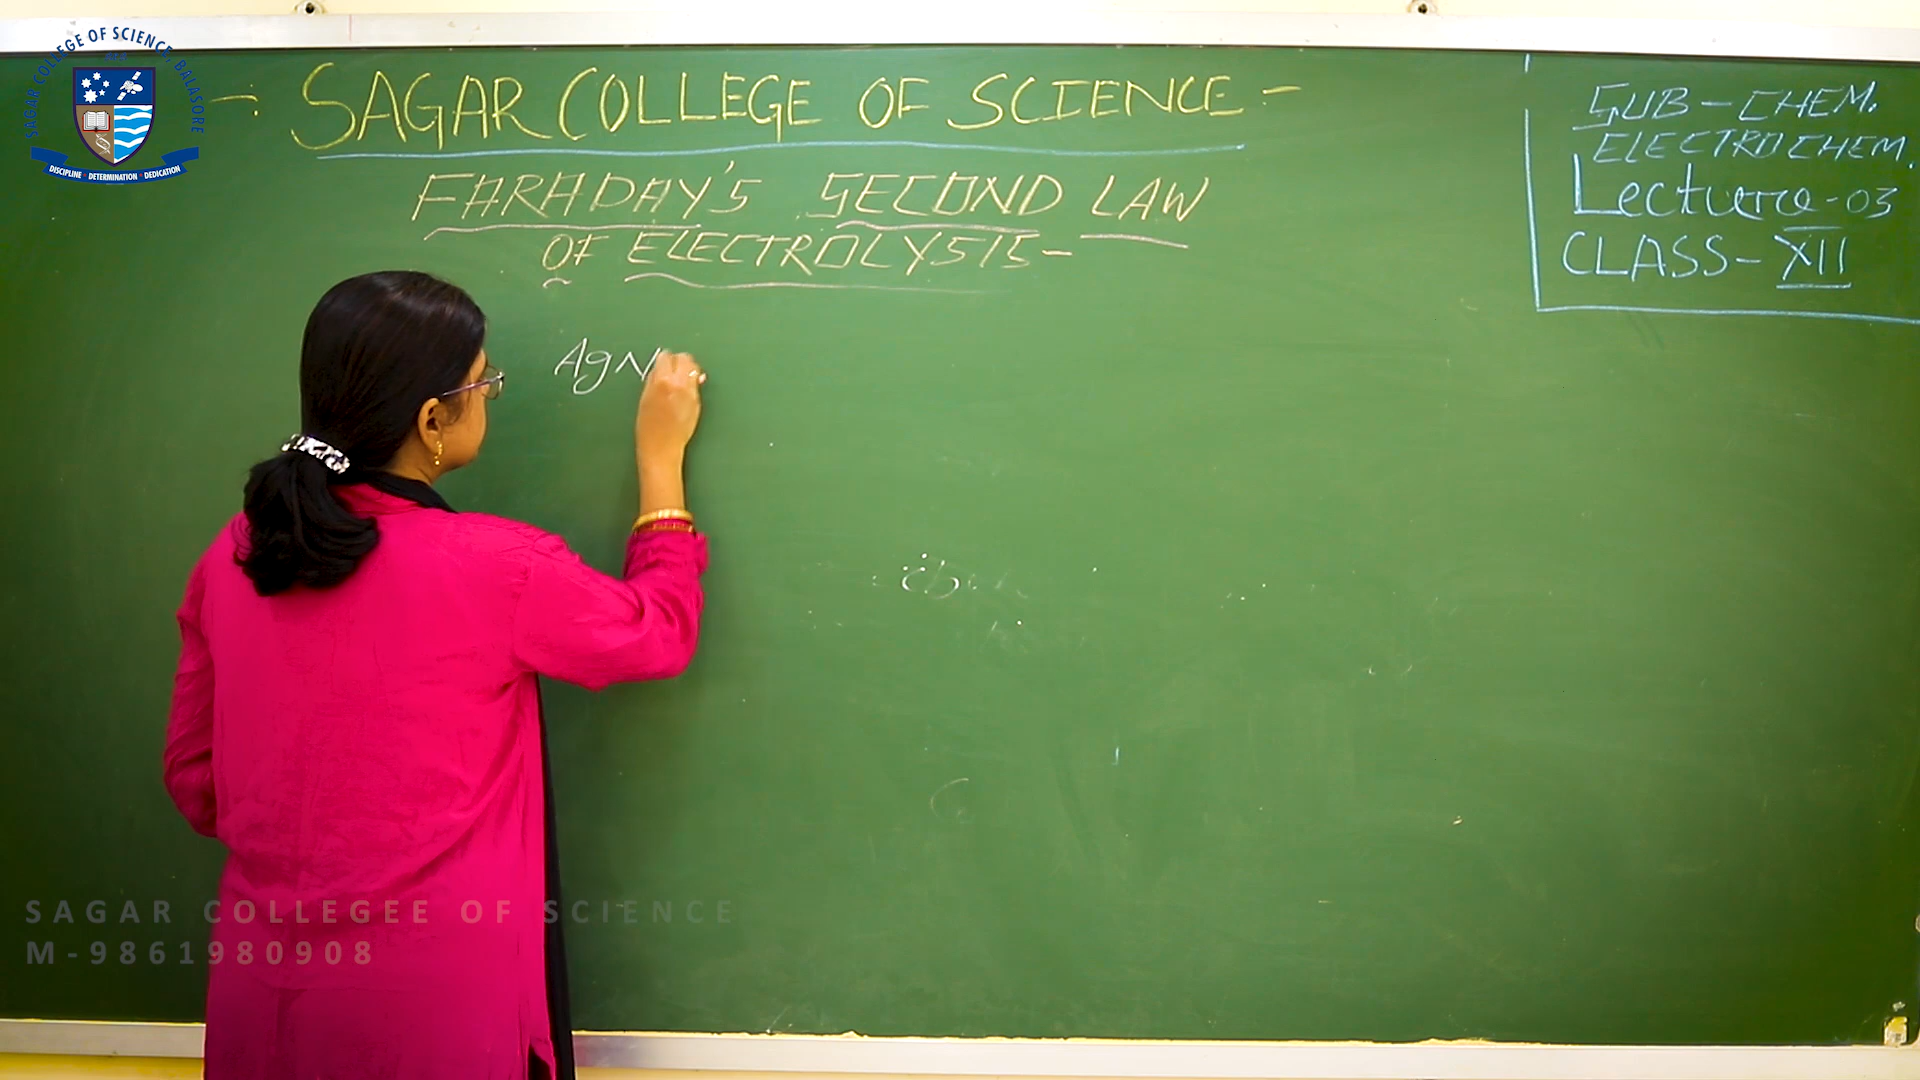 SAGAR COLLEGE OF SCIENCE, BALASORE
DISCIPLINE DETERMINATION DEDICATION
-: SAGAR COLLEGE OF SCIENCE -
FARADAY'S SECOND LAW
OF ELECTROLYSIS-
AgN
SUB - CHEM.
ELECTROCHEM.
Lecture-03
CLASS- XII
SAGAR COLLEGEE OF SCIENCE
M-9861980908